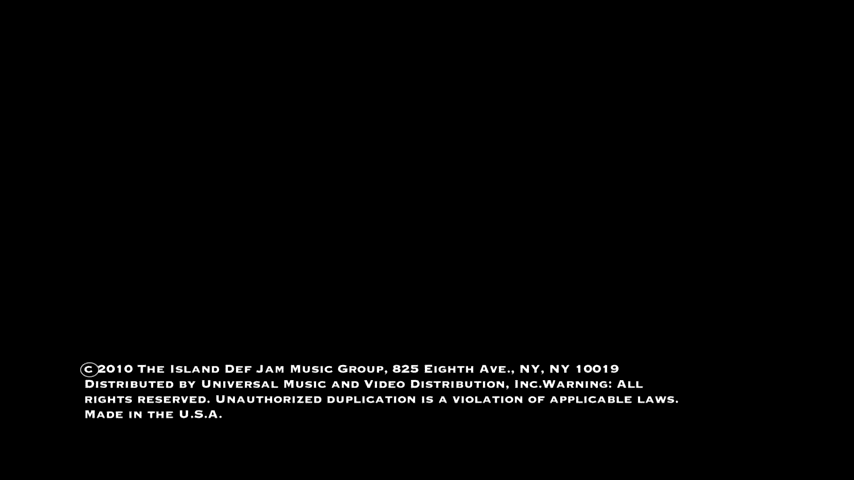 © 2010 The Island Def Jam Music Group, 825 Eighth Ave., NY, NY 10019
Distributed by Universal Music and Video Distribution, Inc.Warning: All
rights reserved. Unauthorized duplication is a violation of applicable laws.
Made in the U.S.A.